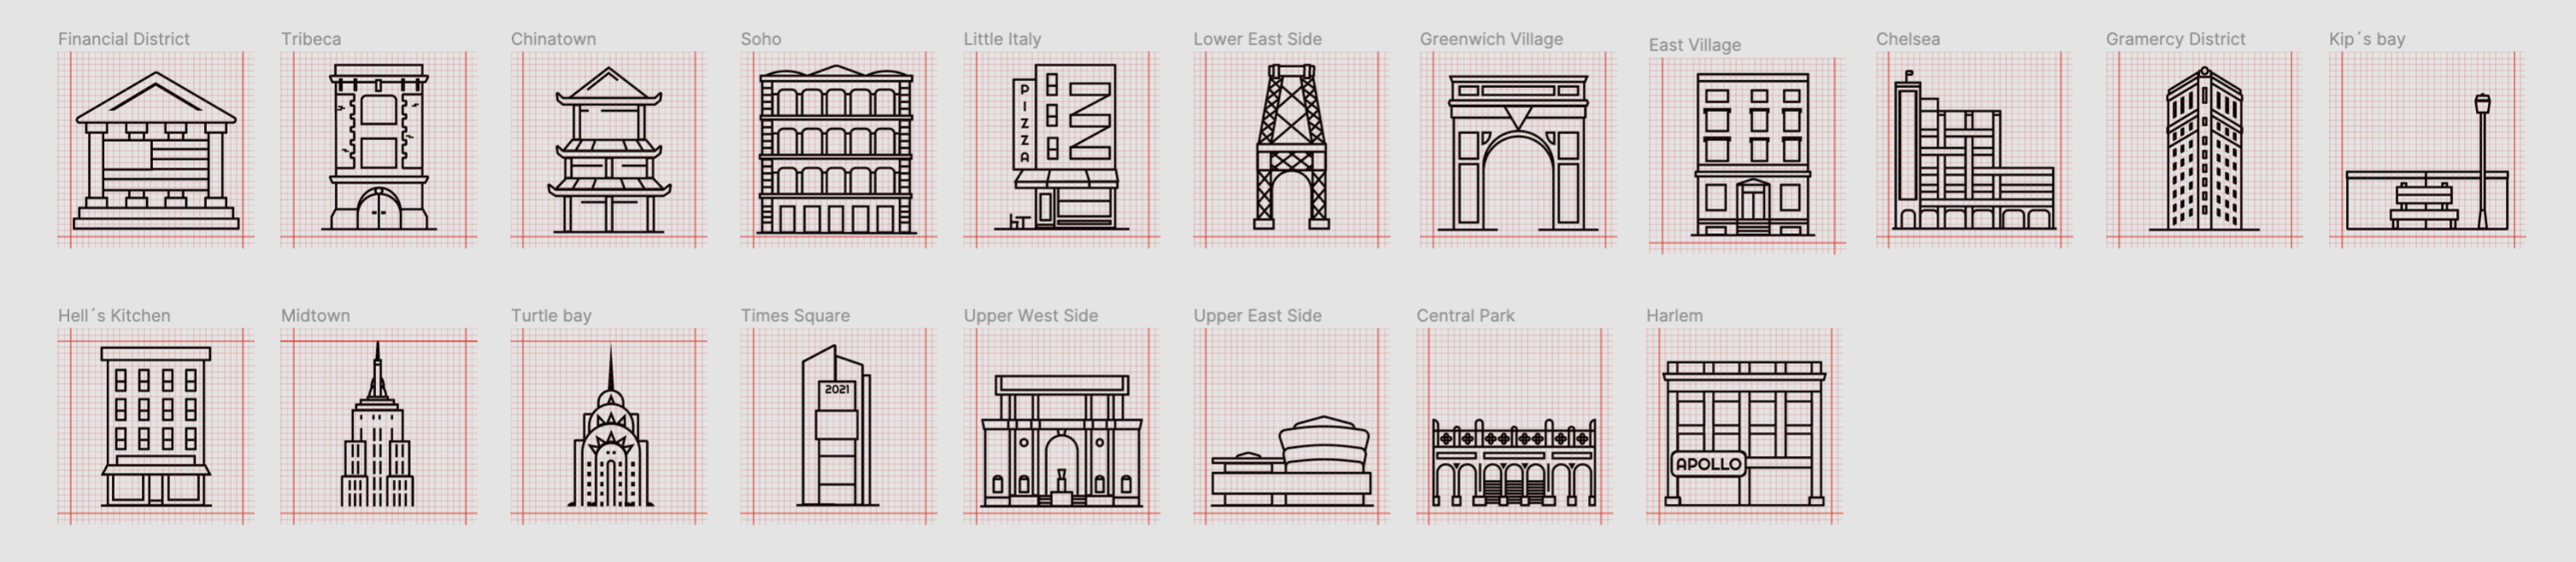 Financial District
Tribeca
Chinatown
Soho
Little Italy
Lower East Side
Greenwich Village
East Village
Chelsea
Gramercy District
Kip´s bay
PIZZA
Hell´s Kitchen
Midtown
Turtle bay
Times Square
Upper West Side
Upper East Side
Central Park
Harlem
2021
APOLLO